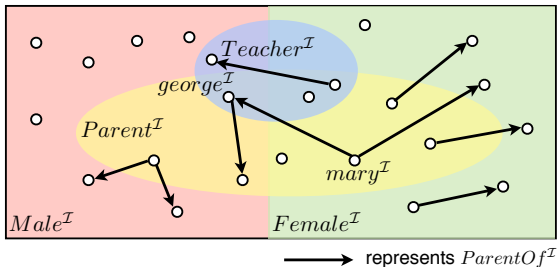 Teacher^ℐ
george^ℐ
Parent^ℐ
mary^ℐ
Male^ℐ
Female^ℐ
represents ParentOf^ℐ